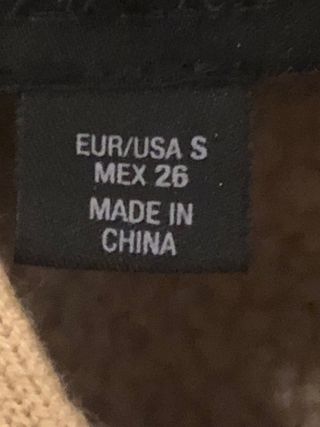 EUR/USA S
MEX 26
MADE IN
CHINA